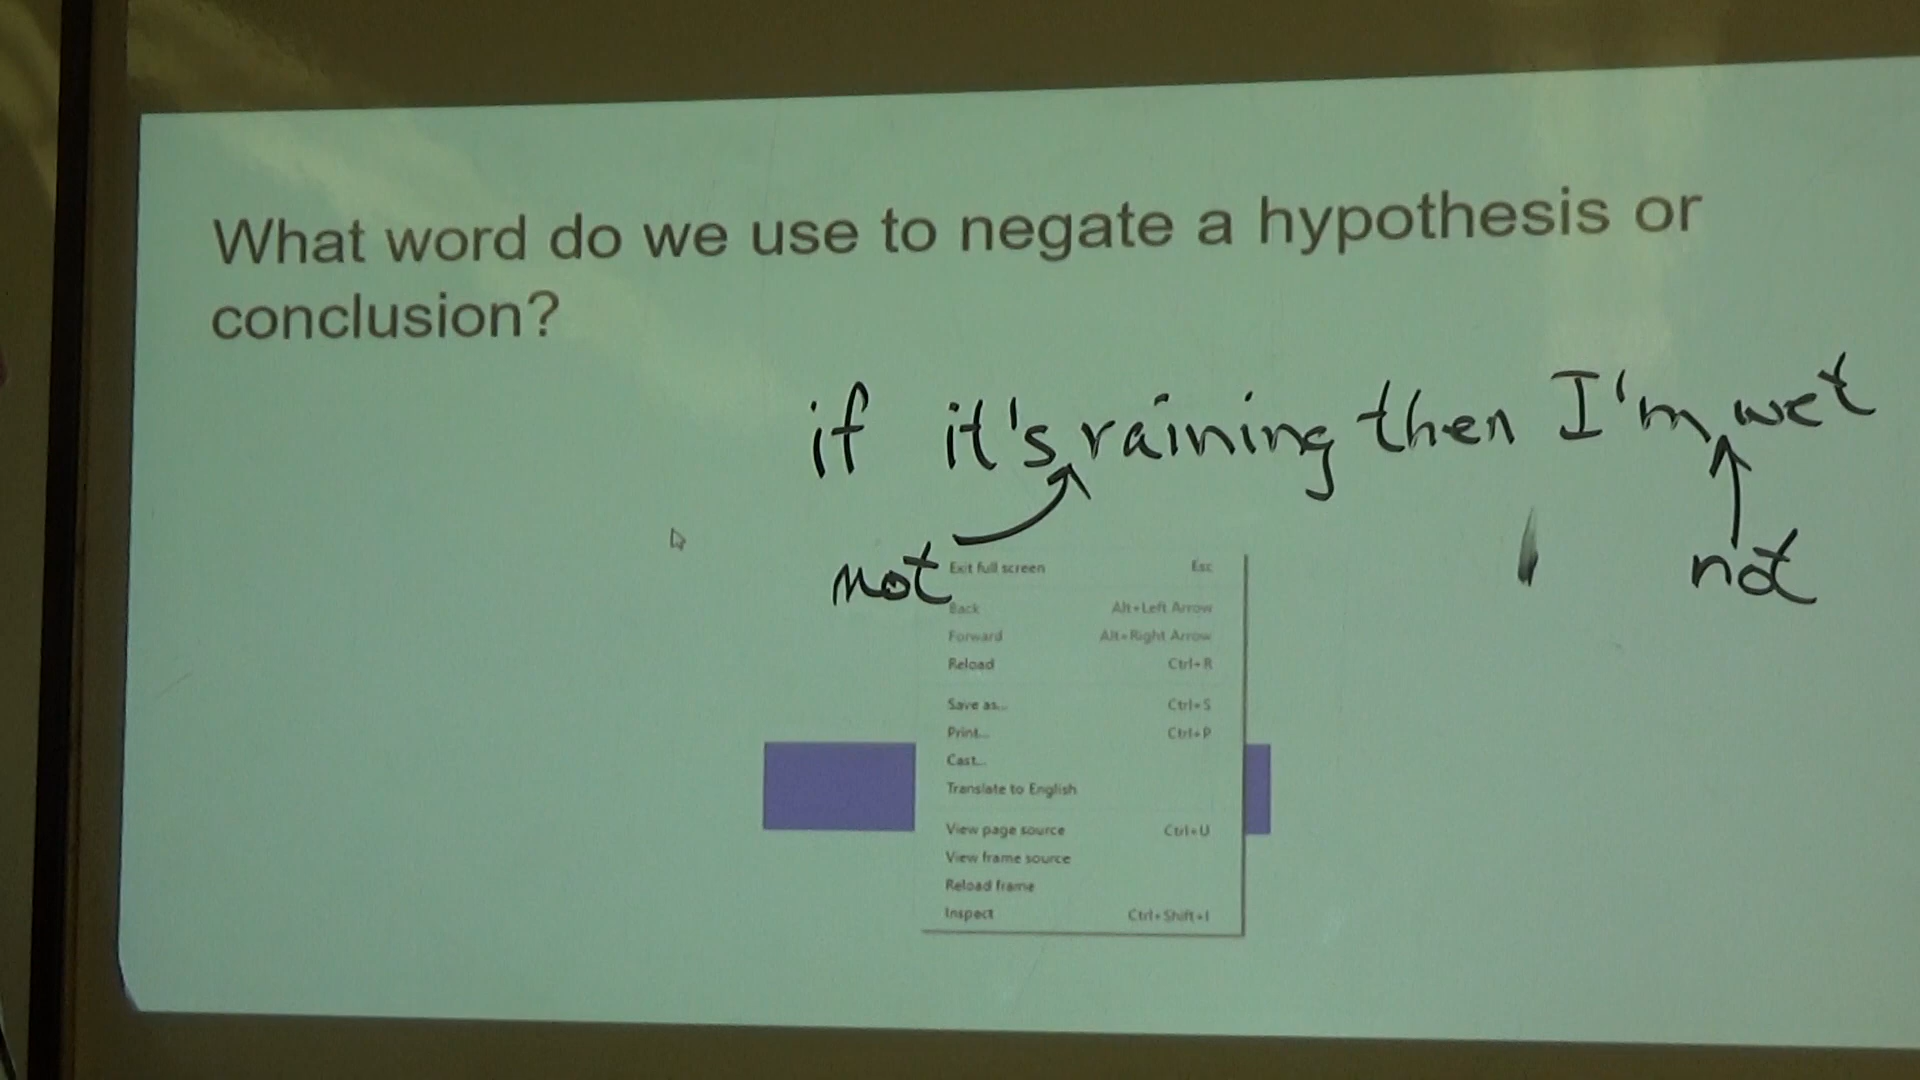 What word do we use to negate a hypothesis or
conclusion?
if it's raining then I'm wet
not
not
Exit full screen Esc
Back Alt+Left Arrow
Forward Alt+Right Arrow
Reload Ctrl+R
Save as... Ctrl+S
Print... Ctrl+P
Cast...
Translate to English
View page source Ctrl+U
View frame source
Reload frame
Inspect Ctrl+Shift+I